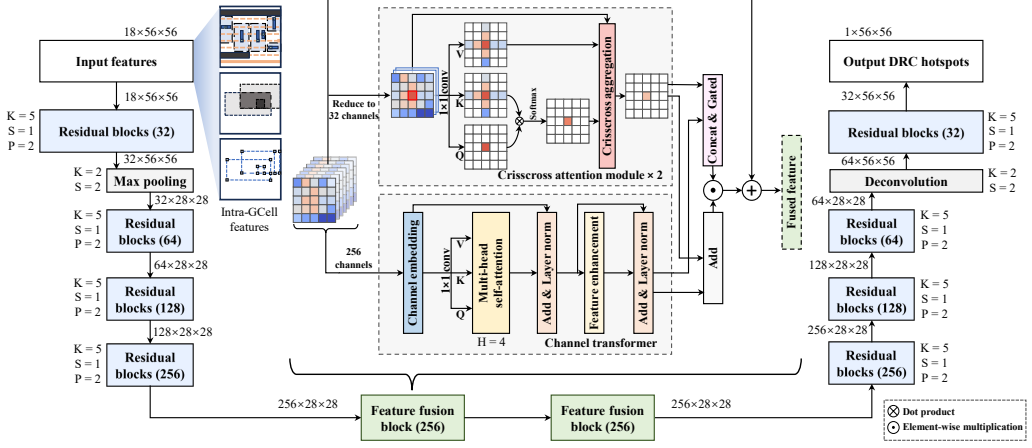 18×56×56
Input features
18×56×56
K = 5
S = 1
P = 2
Residual blocks (32)
32×56×56
K = 2
S = 2
Max pooling
32×28×28
K = 5
S = 1
P = 2
Residual
blocks (64)
64×28×28
K = 5
S = 1
P = 2
Residual
blocks (128)
128×28×28
K = 5
S = 1
P = 2
Residual
blocks (256)
Intra-GCell
features
256×28×28
Feature fusion
block (256)
Feature fusion
block (256)
256×28×28
Reduce to
32 channels
1×1 conv
V
K
Q
Softmax
Crisscross aggregation
Crisscross attention module × 2
256
channels
Channel embedding
1×1 conv
V
K
Q
Multi-head
self-attention
H = 4
Add & Layer norm
Feature enhancement
Add & Layer norm
Channel transformer
Concat & Gated
Add
Fused feature
1×56×56
Output DRC hotspots
32×56×56
Residual blocks (32)
K = 5
S = 1
P = 2
64×56×56
Deconvolution
K = 2
S = 2
64×28×28
Residual
blocks (64)
K = 5
S = 1
P = 2
128×28×28
Residual
blocks (128)
K = 5
S = 1
P = 2
256×28×28
Residual
blocks (256)
K = 5
S = 1
P = 2
Dot product
Element-wise multiplication